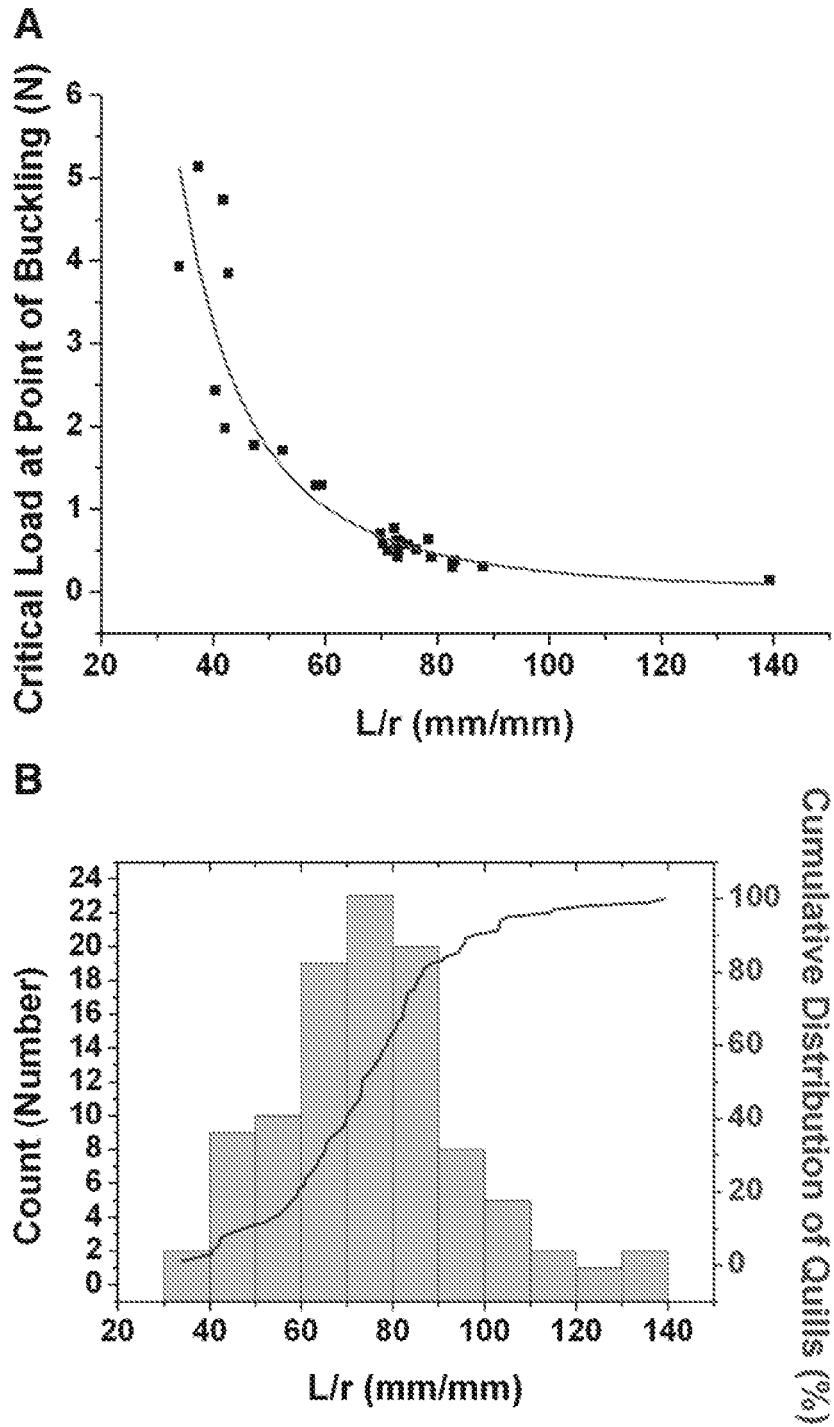 A
Critical Load at Point of Buckling (N)
6
5
4
3
2
1
0
20 40 60 80 100 120 140
L/r (mm/mm)
B
Count (Number)
24
22
20
18
16
14
12
10
8
6
4
2
0
100
80
60
40
20
0
Cumulative Distribution of Quillls (%)
20 40 60 80 100 120 140
L/r (mm/mm)